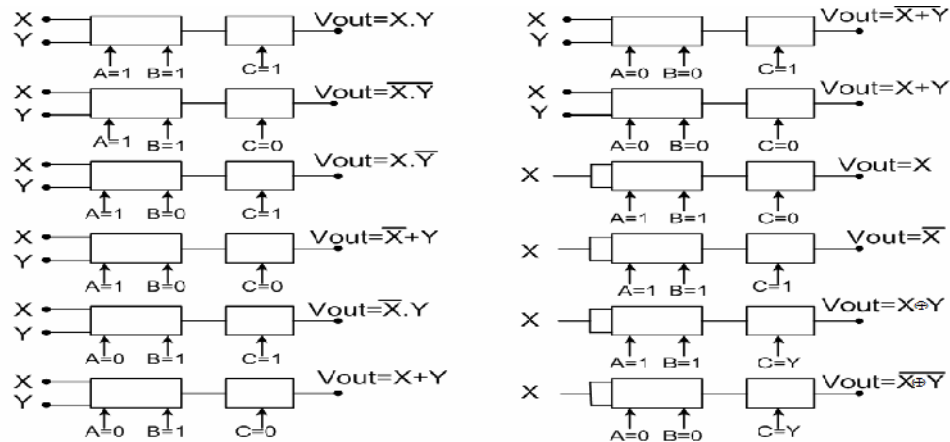 X Vout=X.Y
Y
A=1 B=1 C=1
X Vout=X̅.̅Y̅
Y
A=1 B=1 C=0
X Vout=X.Y̅
Y
A=1 B=0 C=1
X Vout=X̅+Y
Y
A=1 B=0 C=0
X Vout=X̅.Y
Y
A=0 B=1 C=1
X Vout=X+Y
Y
A=0 B=1 C=0
X Vout=X̅+̅Y̅
Y
A=0 B=0 C=1
X Vout=X+Y
Y
A=0 B=0 C=0
X Vout=X
A=1 B=1 C=0
X Vout=X̅
A=1 B=1 C=1
X Vout=X⊕Y
A=1 B=1 C=Y
X Vout=X̅⊕̅Y̅
A=0 B=0 C=Y